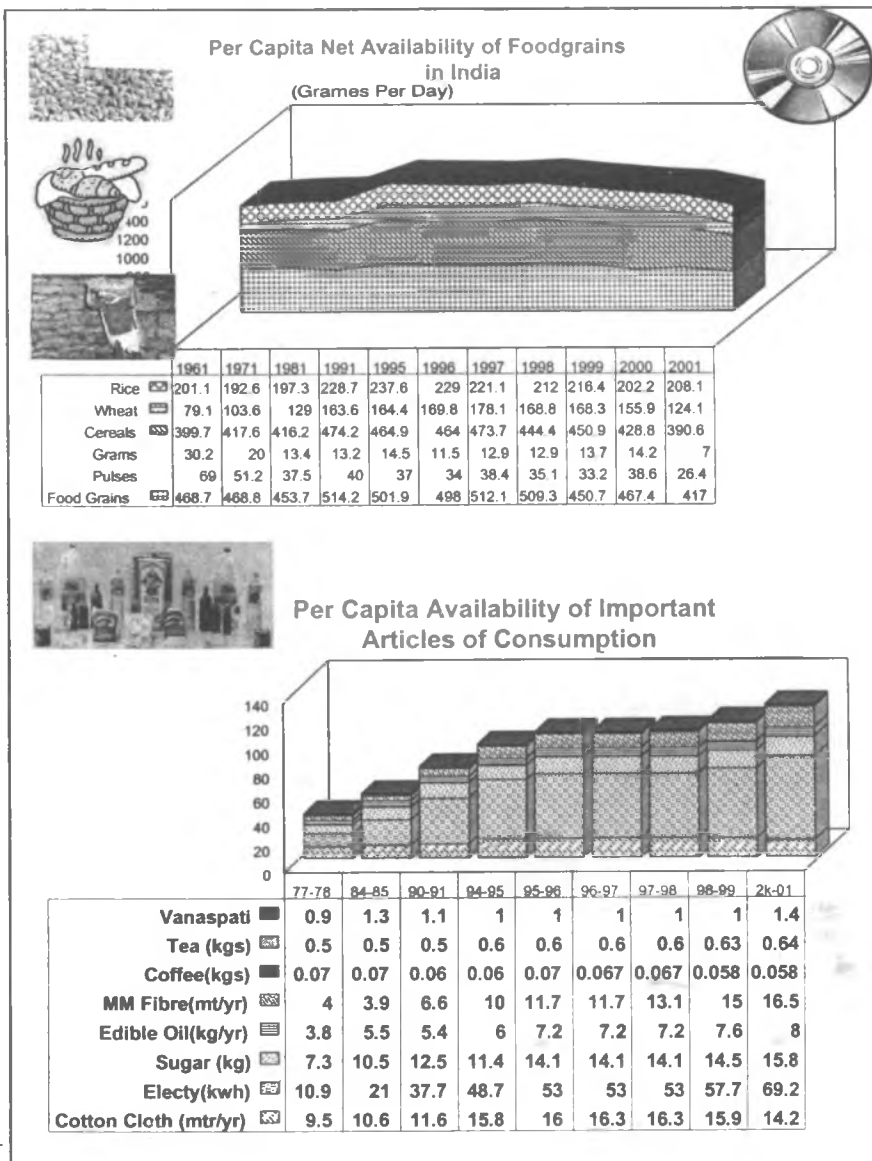 Per Capita Net Availability of Foodgrains
in India
(Grames Per Day)
400
1200
1000
1961 1971 1981 1991 1995 1996 1997 1998 1999 2000 2001
Rice 201.1 192.6 197.3 228.7 237.6 229 221.1 212 216.4 202.2 208.1
Wheat 79.1 103.6 129 163.6 164.4 169.8 178.1 168.8 168.3 155.9 124.1
Cereals 399.7 417.6 416.2 474.2 464.9 464 473.7 444.4 450.9 428.8 390.6
Grams 30.2 20 13.4 13.2 14.5 11.5 12.9 12.9 13.7 14.2 7
Pulses 69 51.2 37.5 40 37 34 38.4 35.1 33.2 38.6 26.4
Food Grains 468.7 468.8 453.7 514.2 501.9 498 512.1 509.3 450.7 467.4 417
Per Capita Availability of Important
Articles of Consumption
140
120
100
80
60
40
20
0
77-78 84-85 90-91 94-95 95-96 96-97 97-98 98-99 2k-01
Vanaspati 0.9 1.3 1.1 1 1 1 1 1 1.4
Tea (kgs) 0.5 0.5 0.5 0.6 0.6 0.6 0.6 0.63 0.64
Coffee(kgs) 0.07 0.07 0.06 0.06 0.07 0.067 0.067 0.058 0.058
MM Fibre(mt/yr) 4 3.9 6.6 10 11.7 11.7 13.1 15 16.5
Edible Oil(kg/yr) 3.8 5.5 5.4 6 7.2 7.2 7.2 7.6 8
Sugar (kg) 7.3 10.5 12.5 11.4 14.1 14.1 14.1 14.5 15.8
Electy(kwh) 10.9 21 37.7 48.7 53 53 53 57.7 69.2
Cotton Cloth (mtr/yr) 9.5 10.6 11.6 15.8 16 16.3 16.3 15.9 14.2